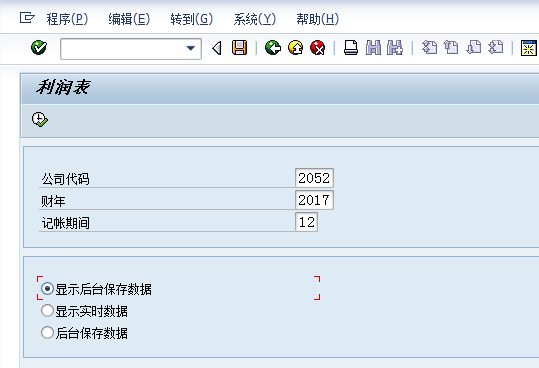 程序(P) 编辑(E) 转到(G) 系统(Y) 帮助(H)
利润表
公司代码 2052
财年 2017
记帐期间 12
显示后台保存数据
显示实时数据
后台保存数据